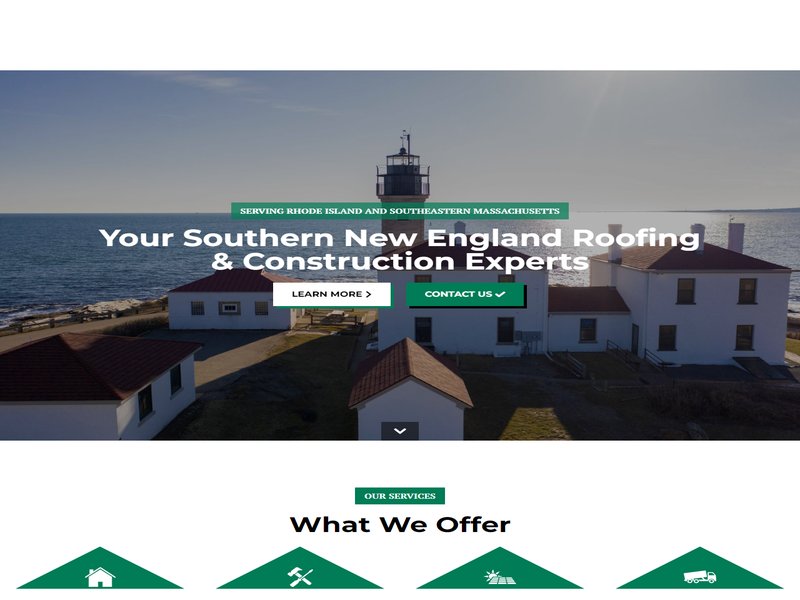 SERVING RHODE ISLAND AND SOUTHEASTERN MASSACHUSETTS
Your Southern New England Roofing
& Construction Experts
LEARN MORE
CONTACT US
OUR SERVICES
What We Offer